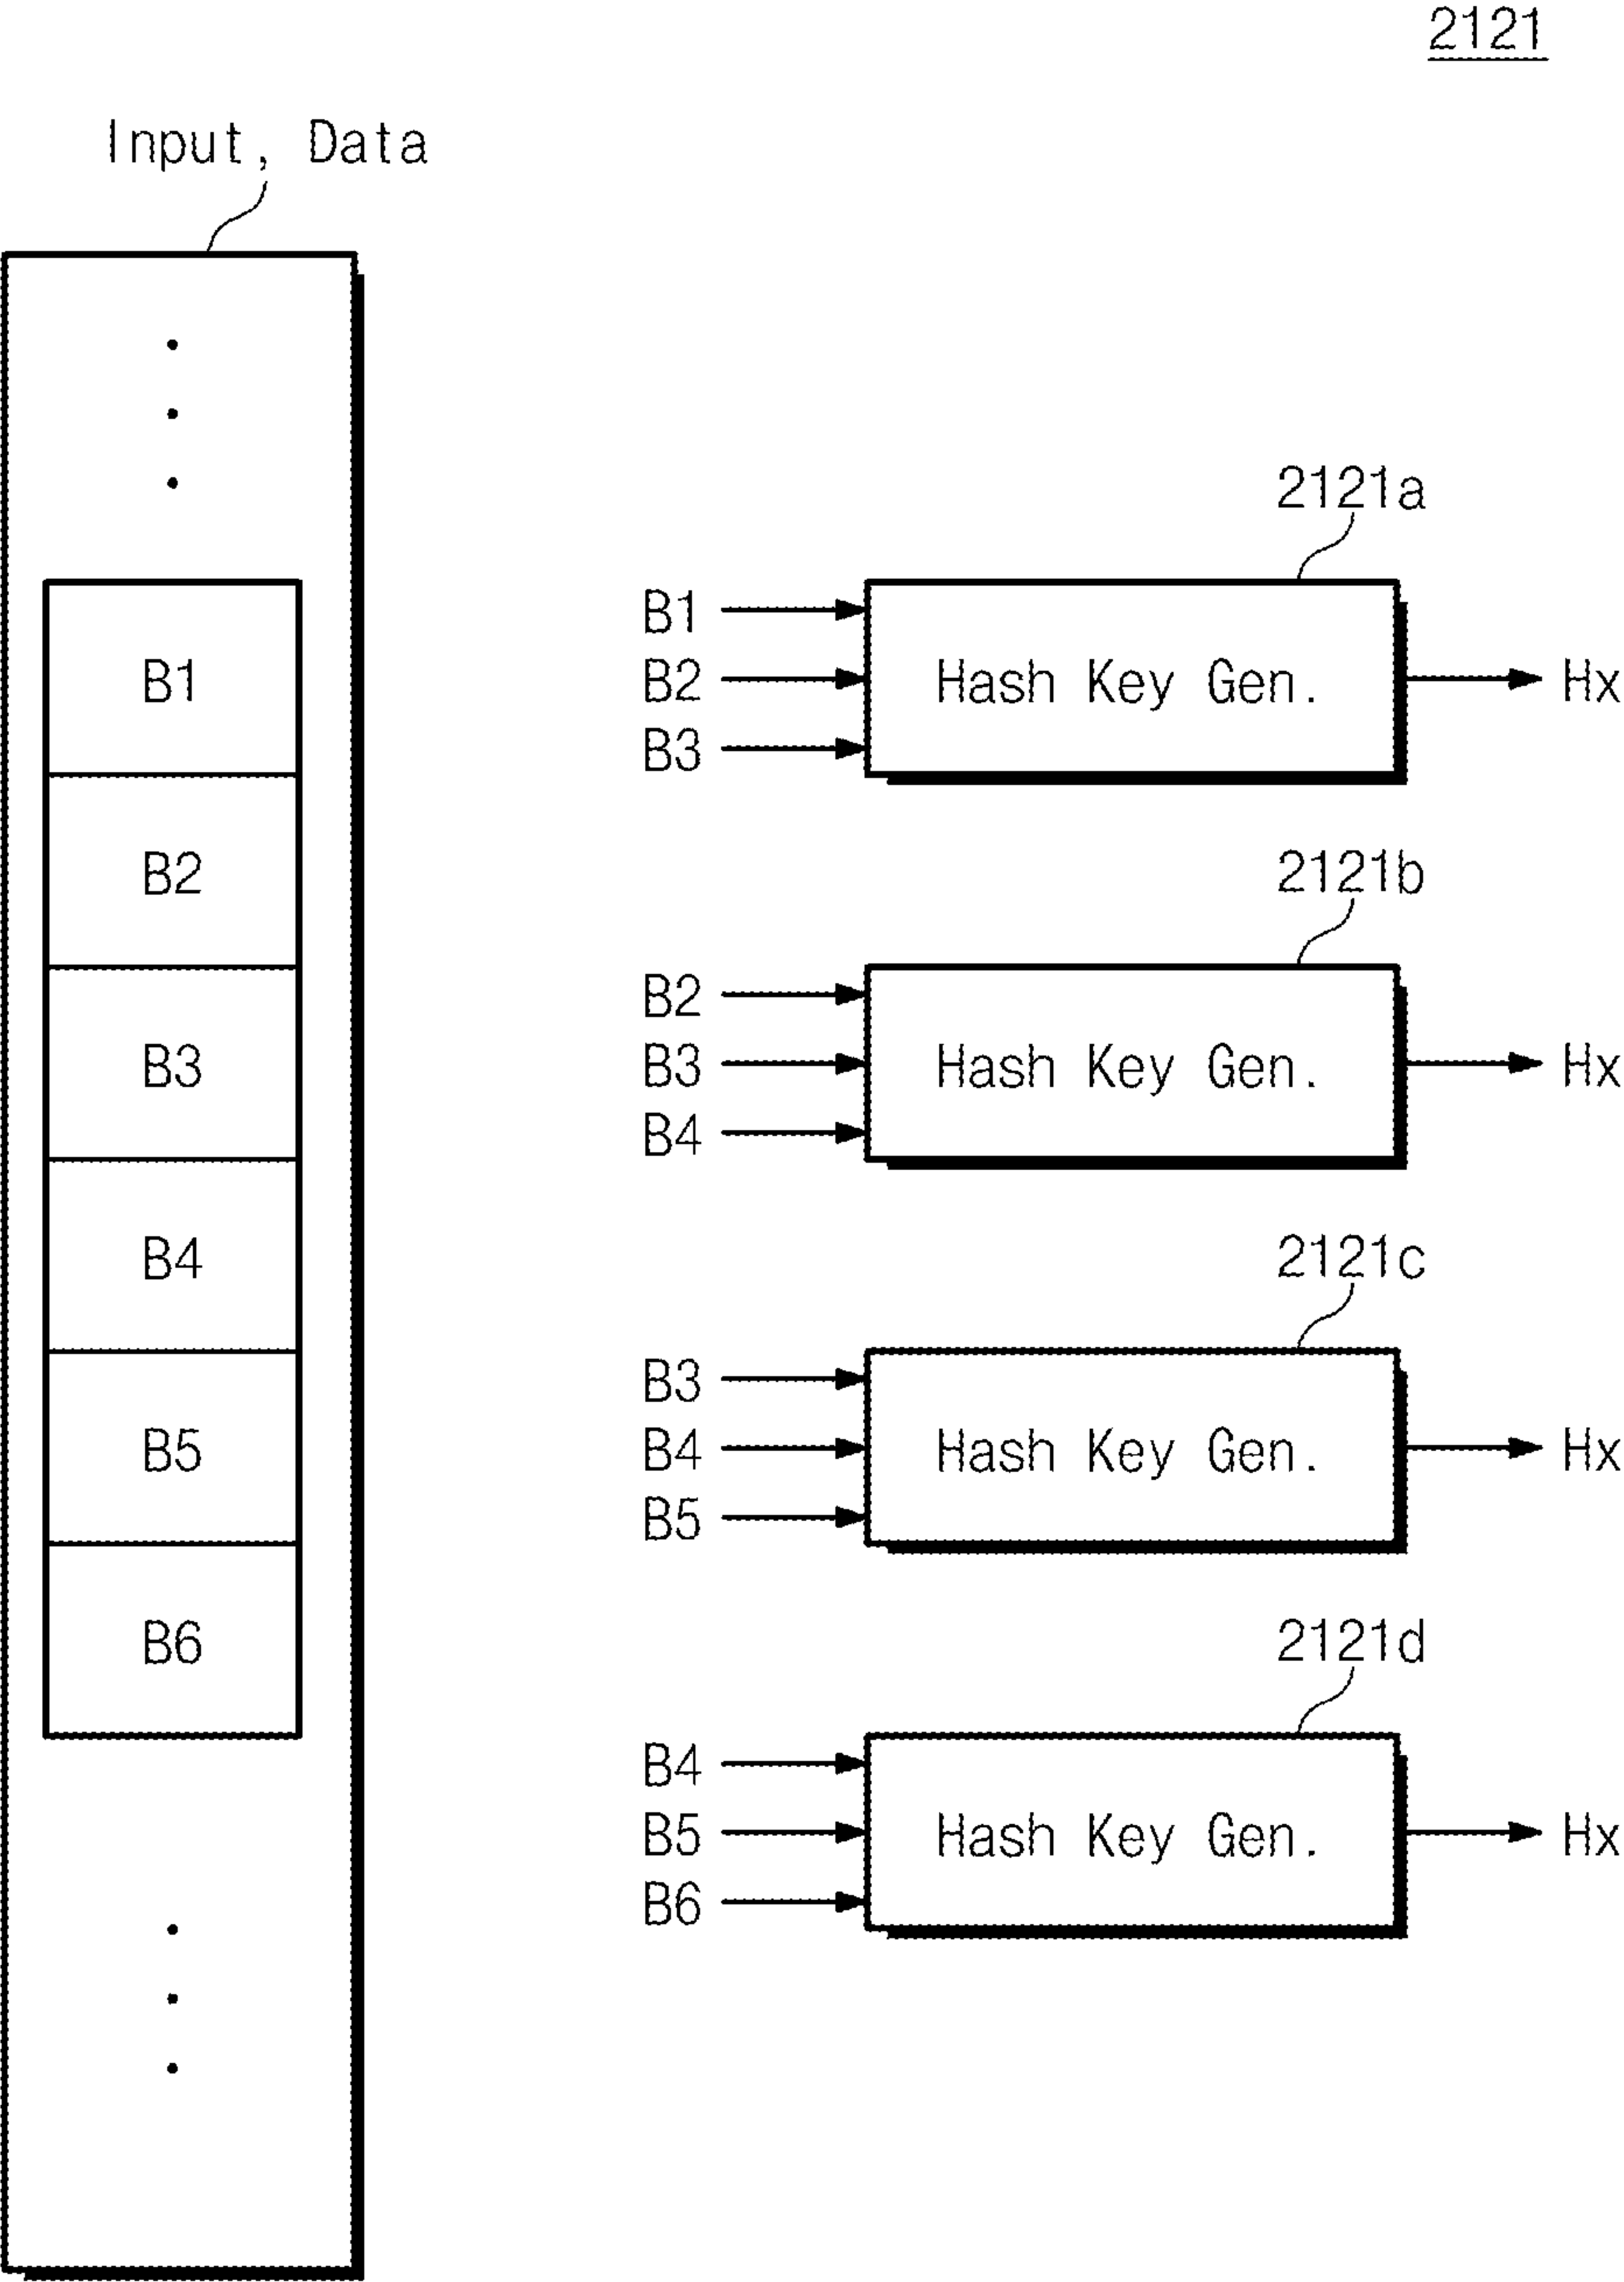 2121
Input, Data
B1
B2
B3
B4
B5
B6
2121a
B1
B2
B3
Hash Key Gen.
Hx
2121b
B2
B3
B4
Hash Key Gen.
Hx
2121c
B3
B4
B5
Hash Key Gen.
Hx
2121d
B4
B5
B6
Hash Key Gen.
Hx